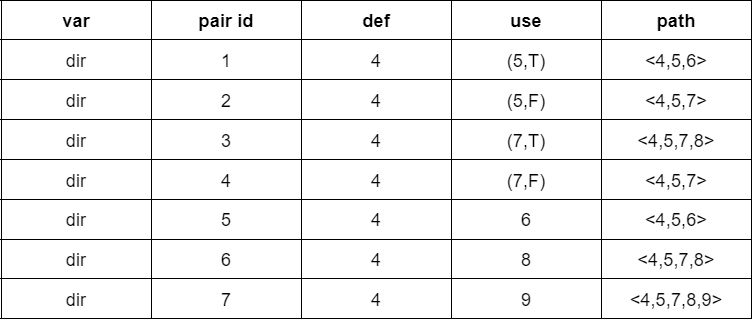 var pair id def use path
dir 1 4 (5,T) <4,5,6>
dir 2 4 (5,F) <4,5,7>
dir 3 4 (7,T) <4,5,7,8>
dir 4 4 (7,F) <4,5,7>
dir 5 4 6 <4,5,6>
dir 6 4 8 <4,5,7,8>
dir 7 4 9 <4,5,7,8,9>